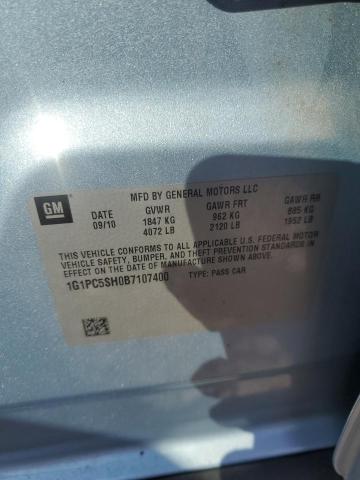 GM
MFD BY GENERAL MOTORS LLC
DATE GVWR GAWR FRT GAWR RR
09/10 1847 KG 962 KG 885 KG
4072 LB 2120 LB 1952 LB
THIS VEHICLE CONFORMS TO ALL APPLICABLE U.S. FEDERAL MOTOR
VEHICLE SAFETY, BUMPER, AND THEFT PREVENTION STANDARDS IN
EFFECT ON THE DATE OF MANUFACTURE SHOWN ABOVE.
1G1PC5SH0B7107400 TYPE: PASS CAR